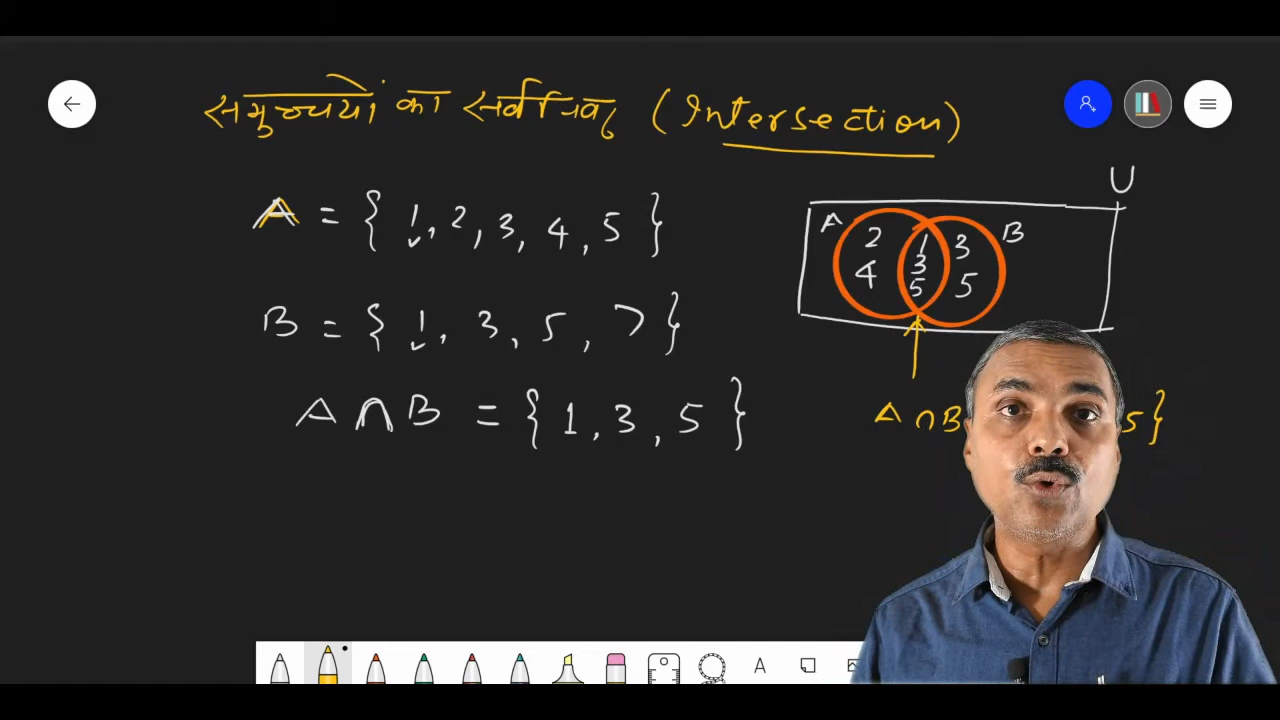 समुच्चयों का सर्वनिष्ठ (Intersection)
A = { 1, 2, 3, 4, 5 }
B = { 1, 3, 5, 7 }
A ∩ B = { 1, 3, 5 }
U
A
2 1 3
B
4 3 5
5
A ∩ B
5 }
A